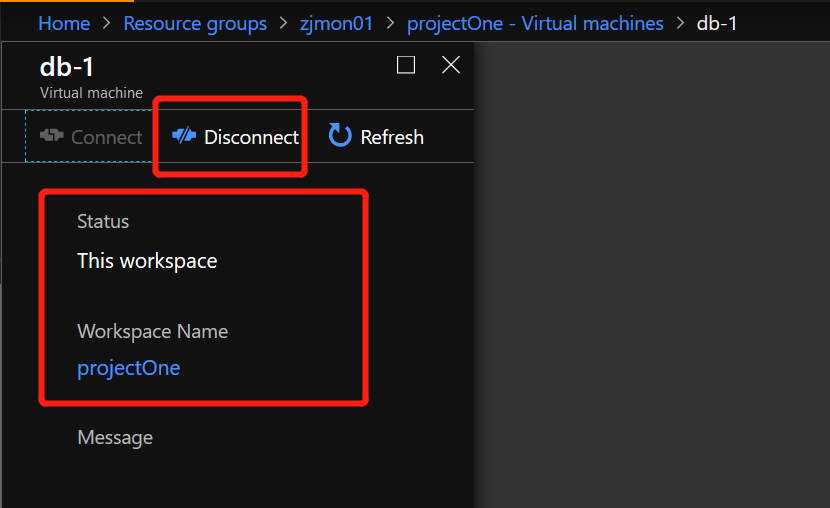 Home > Resource groups > zjmon01 > projectOne - Virtual machines > db-1
db-1
Virtual machine
Connect Disconnect Refresh
Status
This workspace
Workspace Name
projectOne
Message